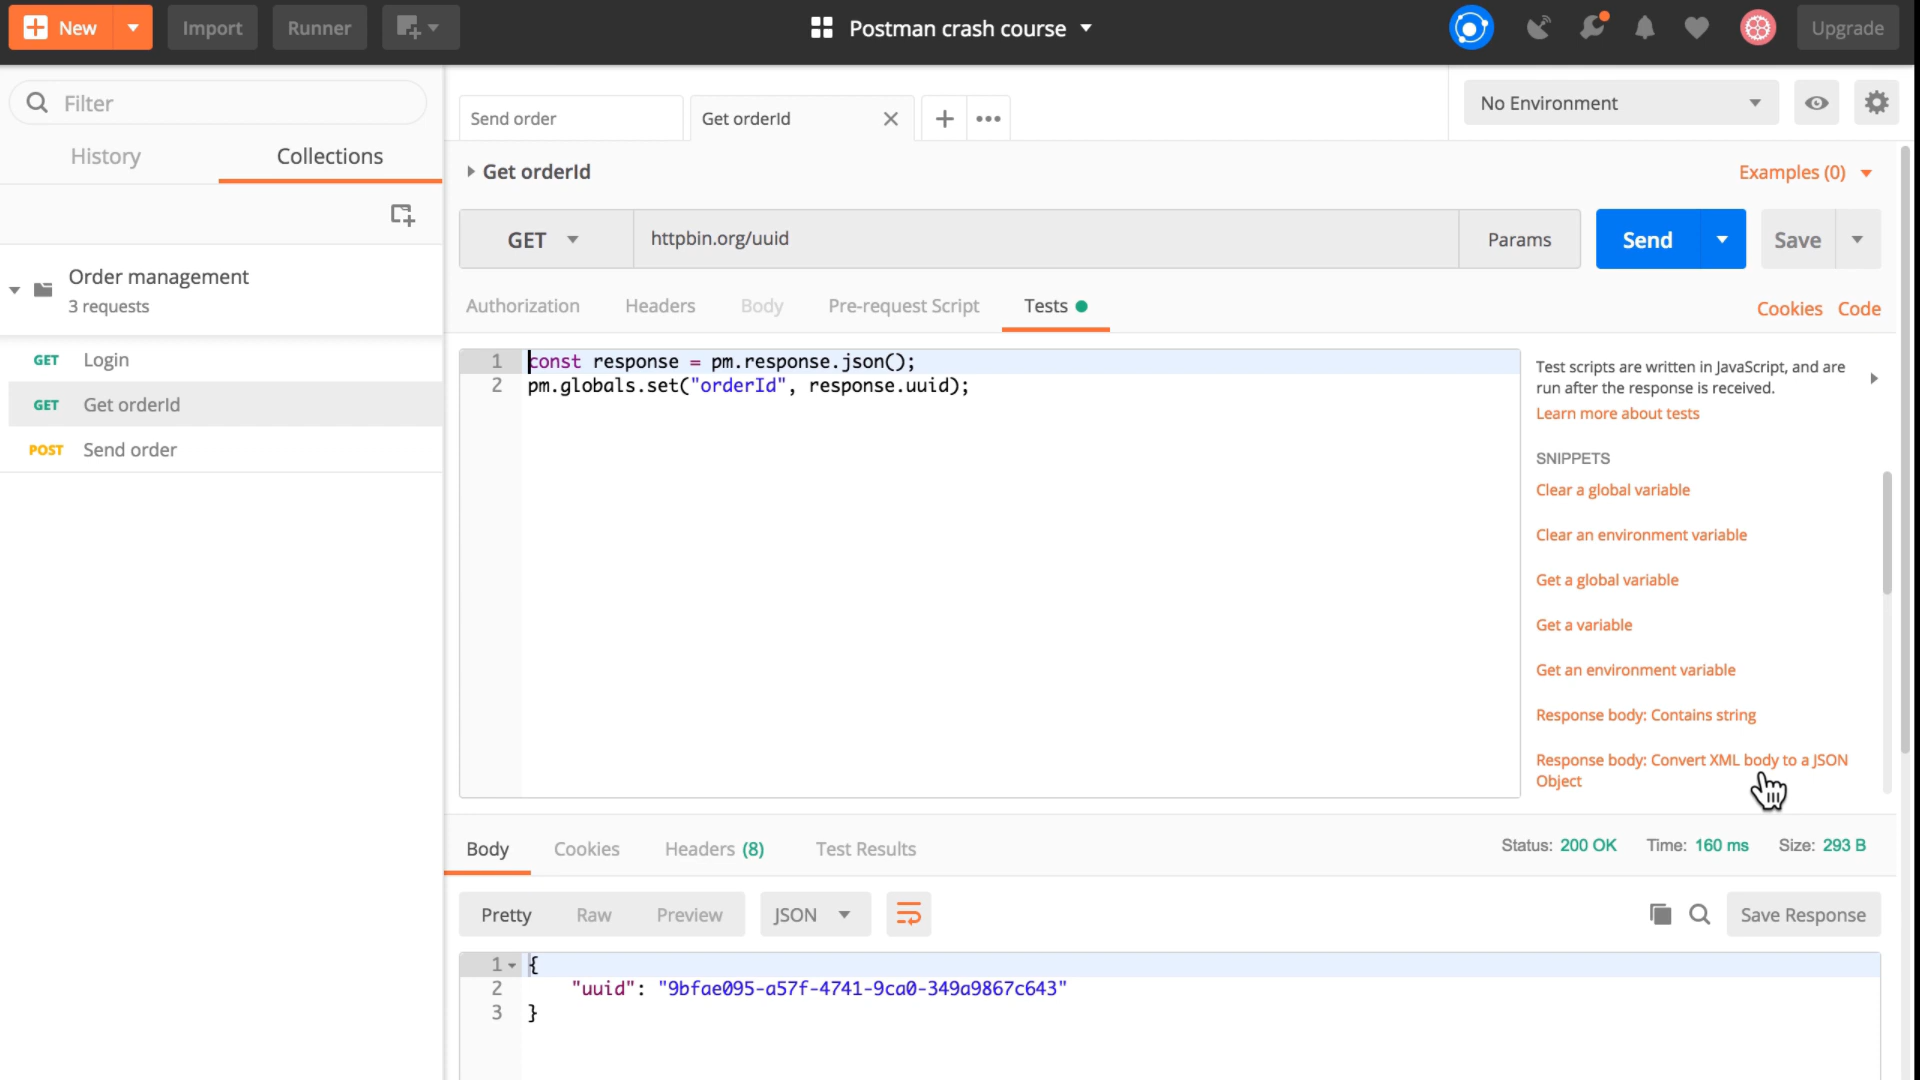 New
Import
Runner
Postman crash course
Upgrade
Filter
History
Collections
Order management
3 requests
GET Login
GET Get orderId
POST Send order
Send order
Get orderId
No Environment
Get orderId
Examples (0)
GET
httpbin.org/uuid
Params
Send
Save
Authorization
Headers
Body
Pre-request Script
Tests
Cookies
Code
1 const response = pm.response.json();
2 pm.globals.set("orderId", response.uuid);
Test scripts are written in JavaScript, and are
run after the response is received.
Learn more about tests
SNIPPETS
Clear a global variable
Clear an environment variable
Get a global variable
Get a variable
Get an environment variable
Response body: Contains string
Response body: Convert XML body to a JSON
Object
Body
Cookies
Headers (8)
Test Results
Status: 200 OK
Time: 160 ms
Size: 293 B
Pretty
Raw
Preview
JSON
Save Response
1 {
2 "uuid": "9bfae095-a57f-4741-9ca0-349a9867c643"
3 }